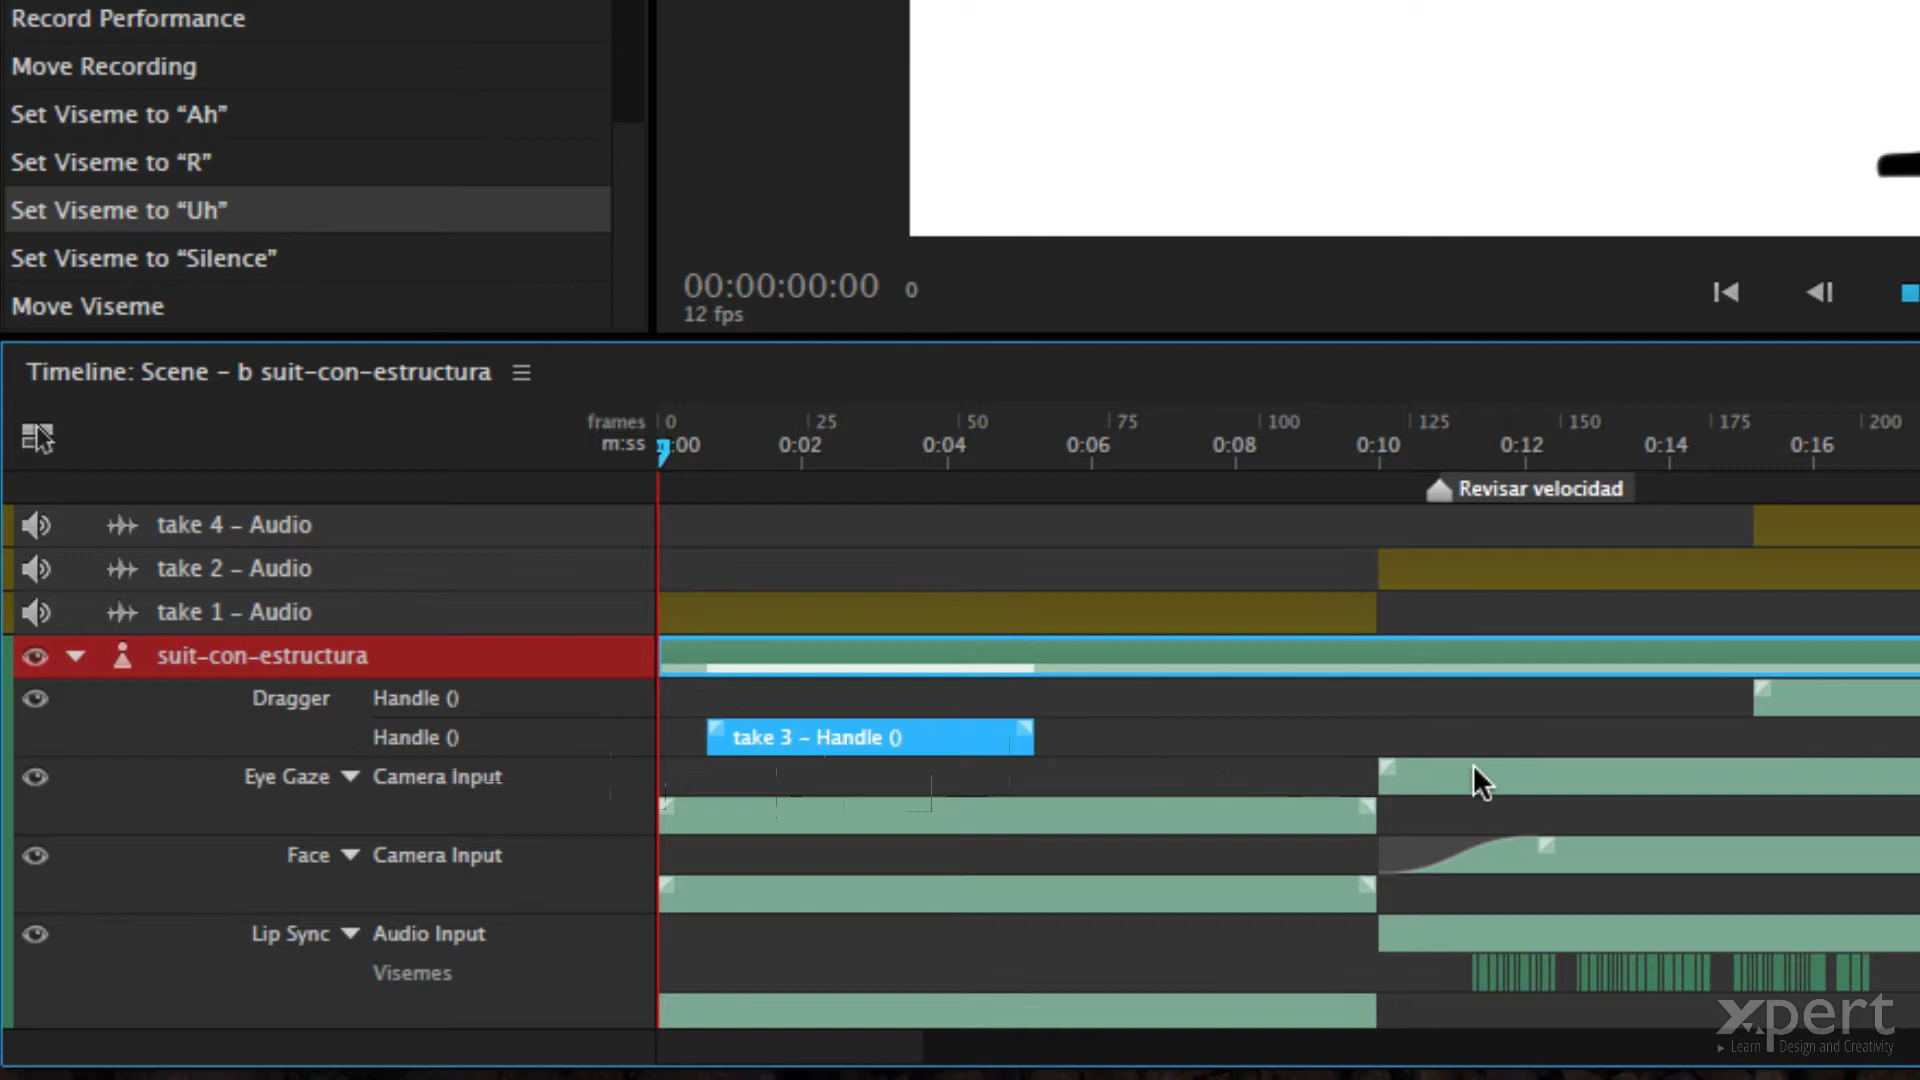 Record Performance
Move Recording
Set Viseme to “Ah”
Set Viseme to “R”
Set Viseme to “Uh”
Set Viseme to “Silence”
Move Viseme
00:00:00:00 0
12 fps
Timeline: Scene – b suit-con-estructura
frames 0 25 50 75 100 125 150 175 200
m:ss :00 0:02 0:04 0:06 0:08 0:10 0:12 0:14 0:16
Revisar velocidad
take 4 – Audio
take 2 – Audio
take 1 – Audio
suit-con-estructura
Dragger Handle ()
Handle () take 3 – Handle ()
Eye Gaze Camera Input
Face Camera Input
Lip Sync Audio Input
Visemes
xpert
Learn Design and Creativity